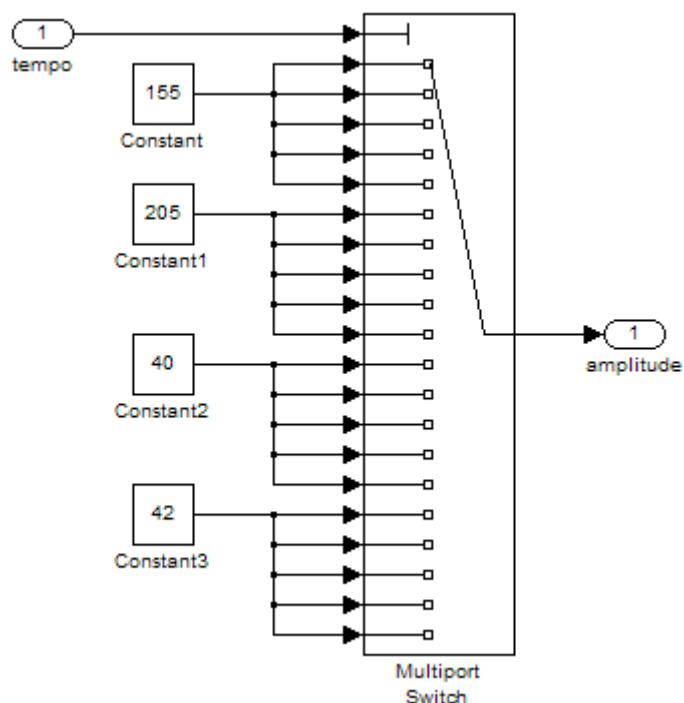 1
tempo
155
Constant
205
Constant1
40
Constant2
42
Constant3
Multiport
Switch
1
amplitude